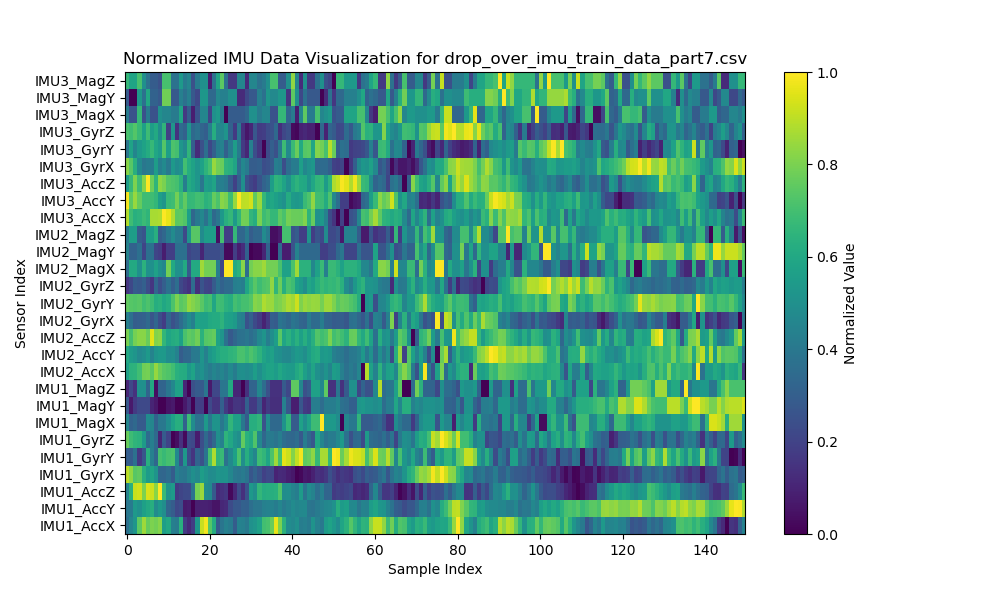 Normalized IMU Data Visualization for drop_over_imu_train_data_part7.csv
IMU3_MagZ
IMU3_MagY
IMU3_MagX
IMU3_GyrZ
IMU3_GyrY
IMU3_GyrX
IMU3_AccZ
IMU3_AccY
IMU3_AccX
IMU2_MagZ
IMU2_MagY
IMU2_MagX
IMU2_GyrZ
IMU2_GyrY
IMU2_GyrX
IMU2_AccZ
IMU2_AccY
IMU2_AccX
IMU1_MagZ
IMU1_MagY
IMU1_MagX
IMU1_GyrZ
IMU1_GyrY
IMU1_GyrX
IMU1_AccZ
IMU1_AccY
IMU1_AccX
Sensor Index
0 20 40 60 80 100 120 140
Sample Index
1.0
0.8
0.6
0.4
0.2
0.0
Normalized Value